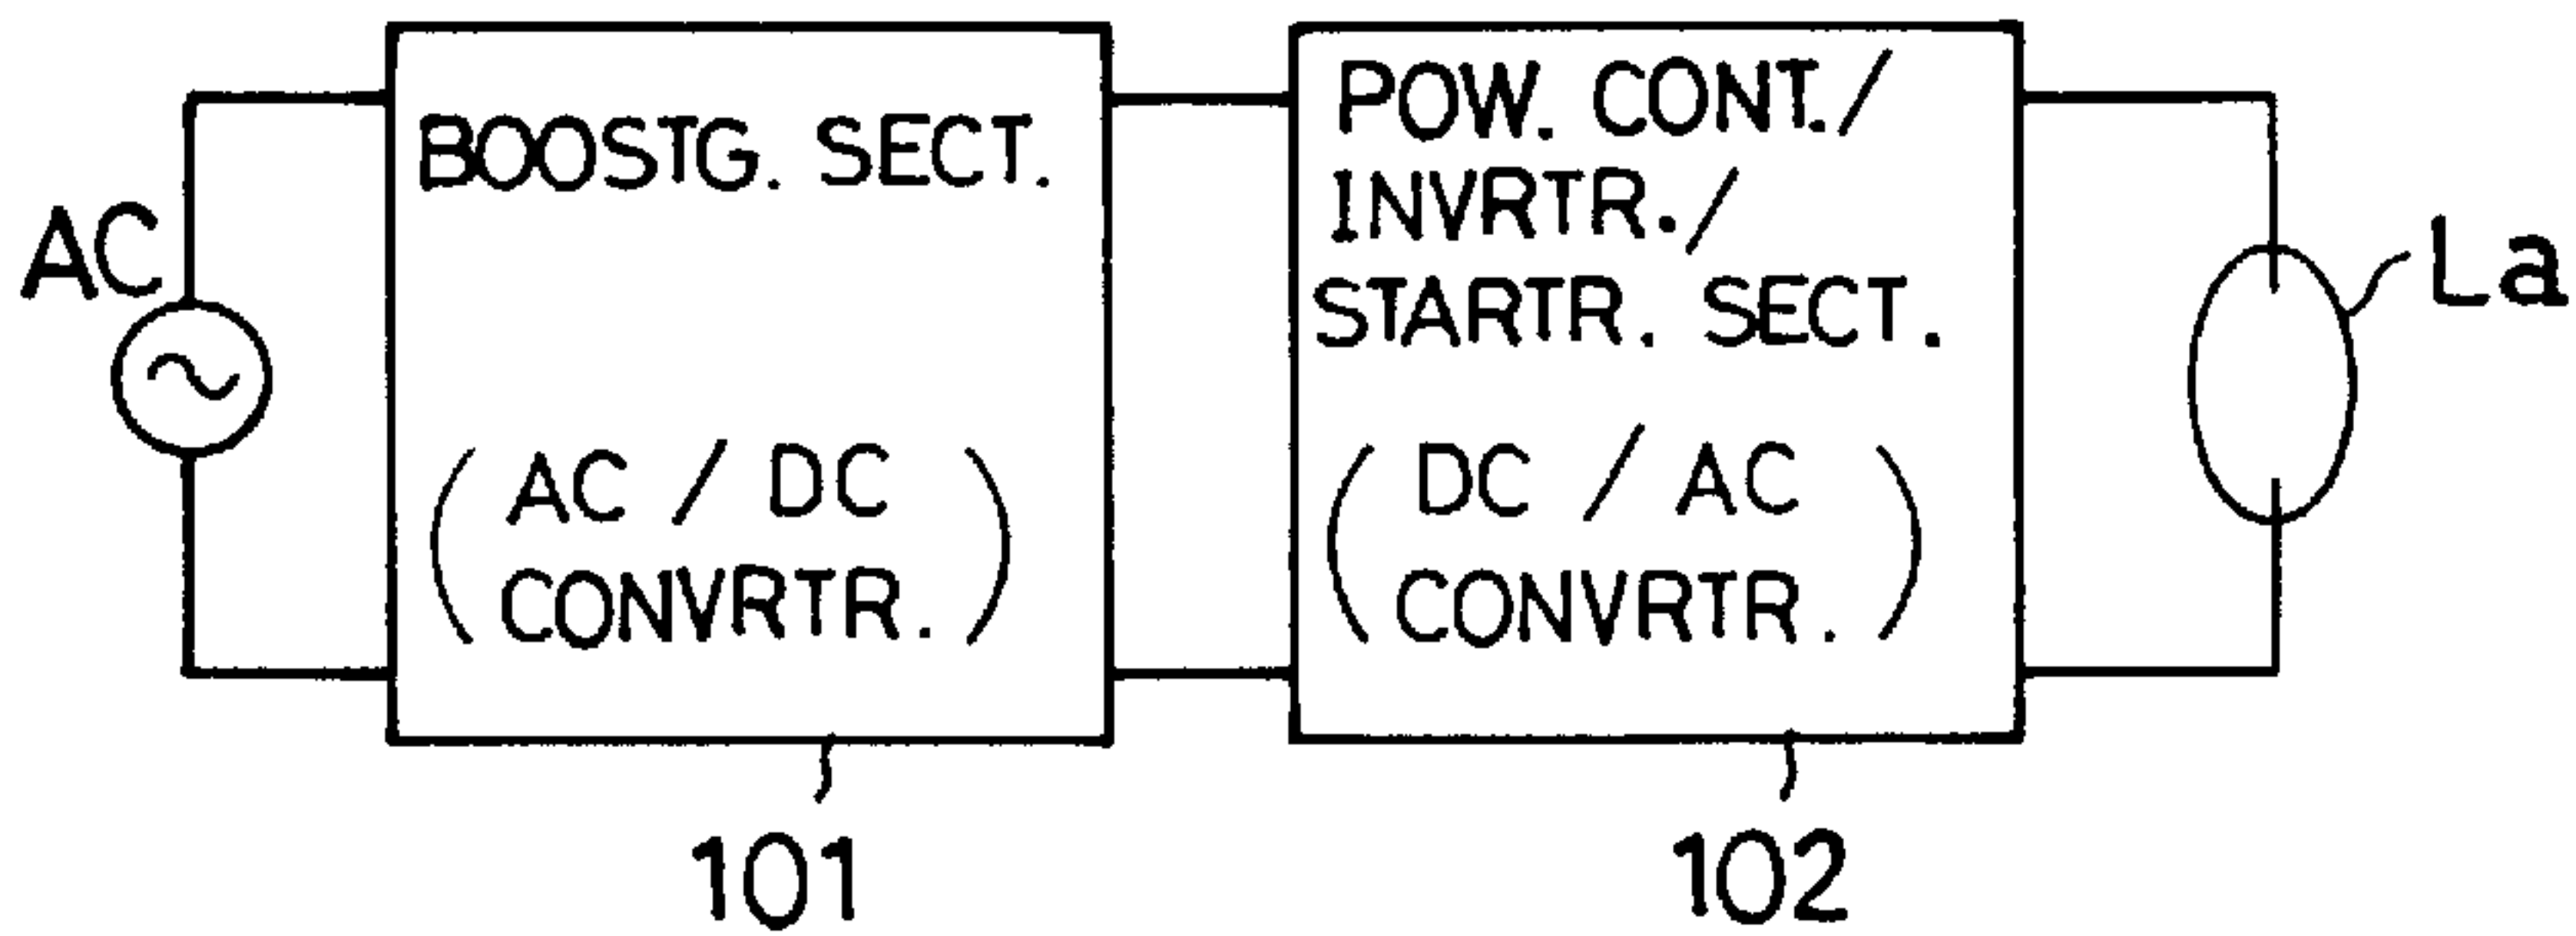 AC
BOOSTG. SECT.
(AC / DC
CONVRTR.)
101
POW. CONT./
INVRTR./
STARTR. SECT.
(DC / AC
CONVRTR.)
102
La